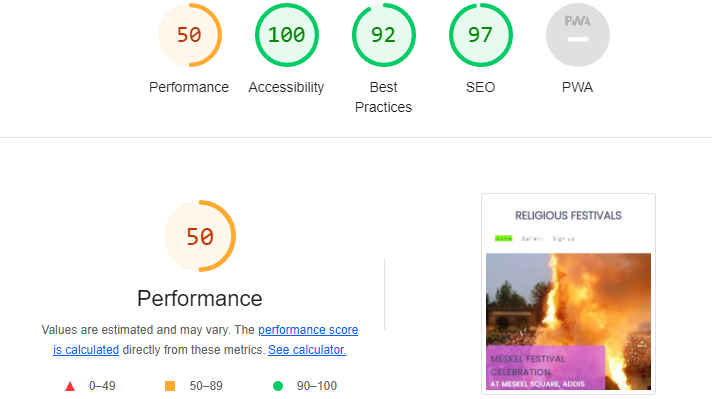 50
100
92
97
PWA
Performance
Accessibility
Best
Practices
SEO
PWA
50
Performance
Values are estimated and may vary. The performance score
is calculated directly from these metrics. See calculator.
0–49
50–89
90–100
RELIGIOUS FESTIVALS
Home Gallery Sign up
MESKEL FESTIVAL
CELEBRATION
AT MESKEL SQUARE, ADDIS